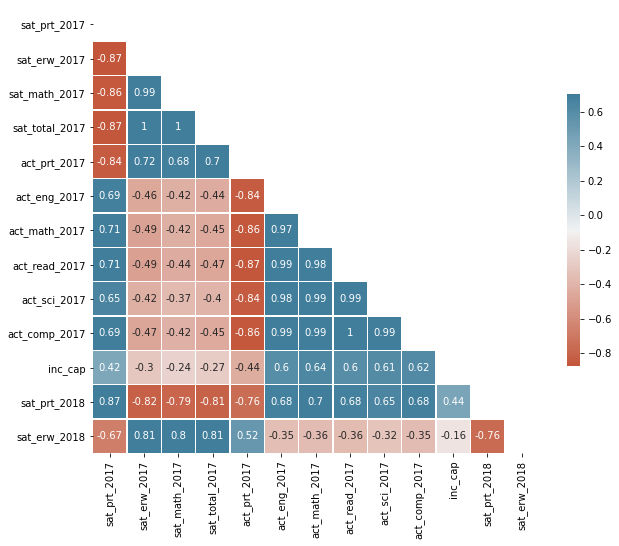 sat_prt_2017
sat_erw_2017 -0.87
sat_math_2017 -0.86 0.99
sat_total_2017 -0.87 1 1
act_prt_2017 -0.84 0.72 0.68 0.7
act_eng_2017 0.69 -0.46 -0.42 -0.44 -0.84
act_math_2017 0.71 -0.49 -0.42 -0.45 -0.86 0.97
act_read_2017 0.71 -0.49 -0.44 -0.47 -0.87 0.99 0.98
act_sci_2017 0.65 -0.42 -0.37 -0.4 -0.84 0.98 0.99 0.99
act_comp_2017 0.69 -0.47 -0.42 -0.45 -0.86 0.99 0.99 1 0.99
inc_cap 0.42 -0.3 -0.24 -0.27 -0.44 0.6 0.64 0.6 0.61 0.62
sat_prt_2018 0.87 -0.82 -0.79 -0.81 -0.76 0.68 0.7 0.68 0.65 0.68 0.44
sat_erw_2018 -0.67 0.81 0.8 0.81 0.52 -0.35 -0.36 -0.36 -0.32 -0.35 -0.16 -0.76
sat_prt_2017
sat_erw_2017
sat_math_2017
sat_total_2017
act_prt_2017
act_eng_2017
act_math_2017
act_read_2017
act_sci_2017
act_comp_2017
inc_cap
sat_prt_2018
sat_erw_2018
0.6
0.4
0.2
0.0
−0.2
−0.4
−0.6
−0.8